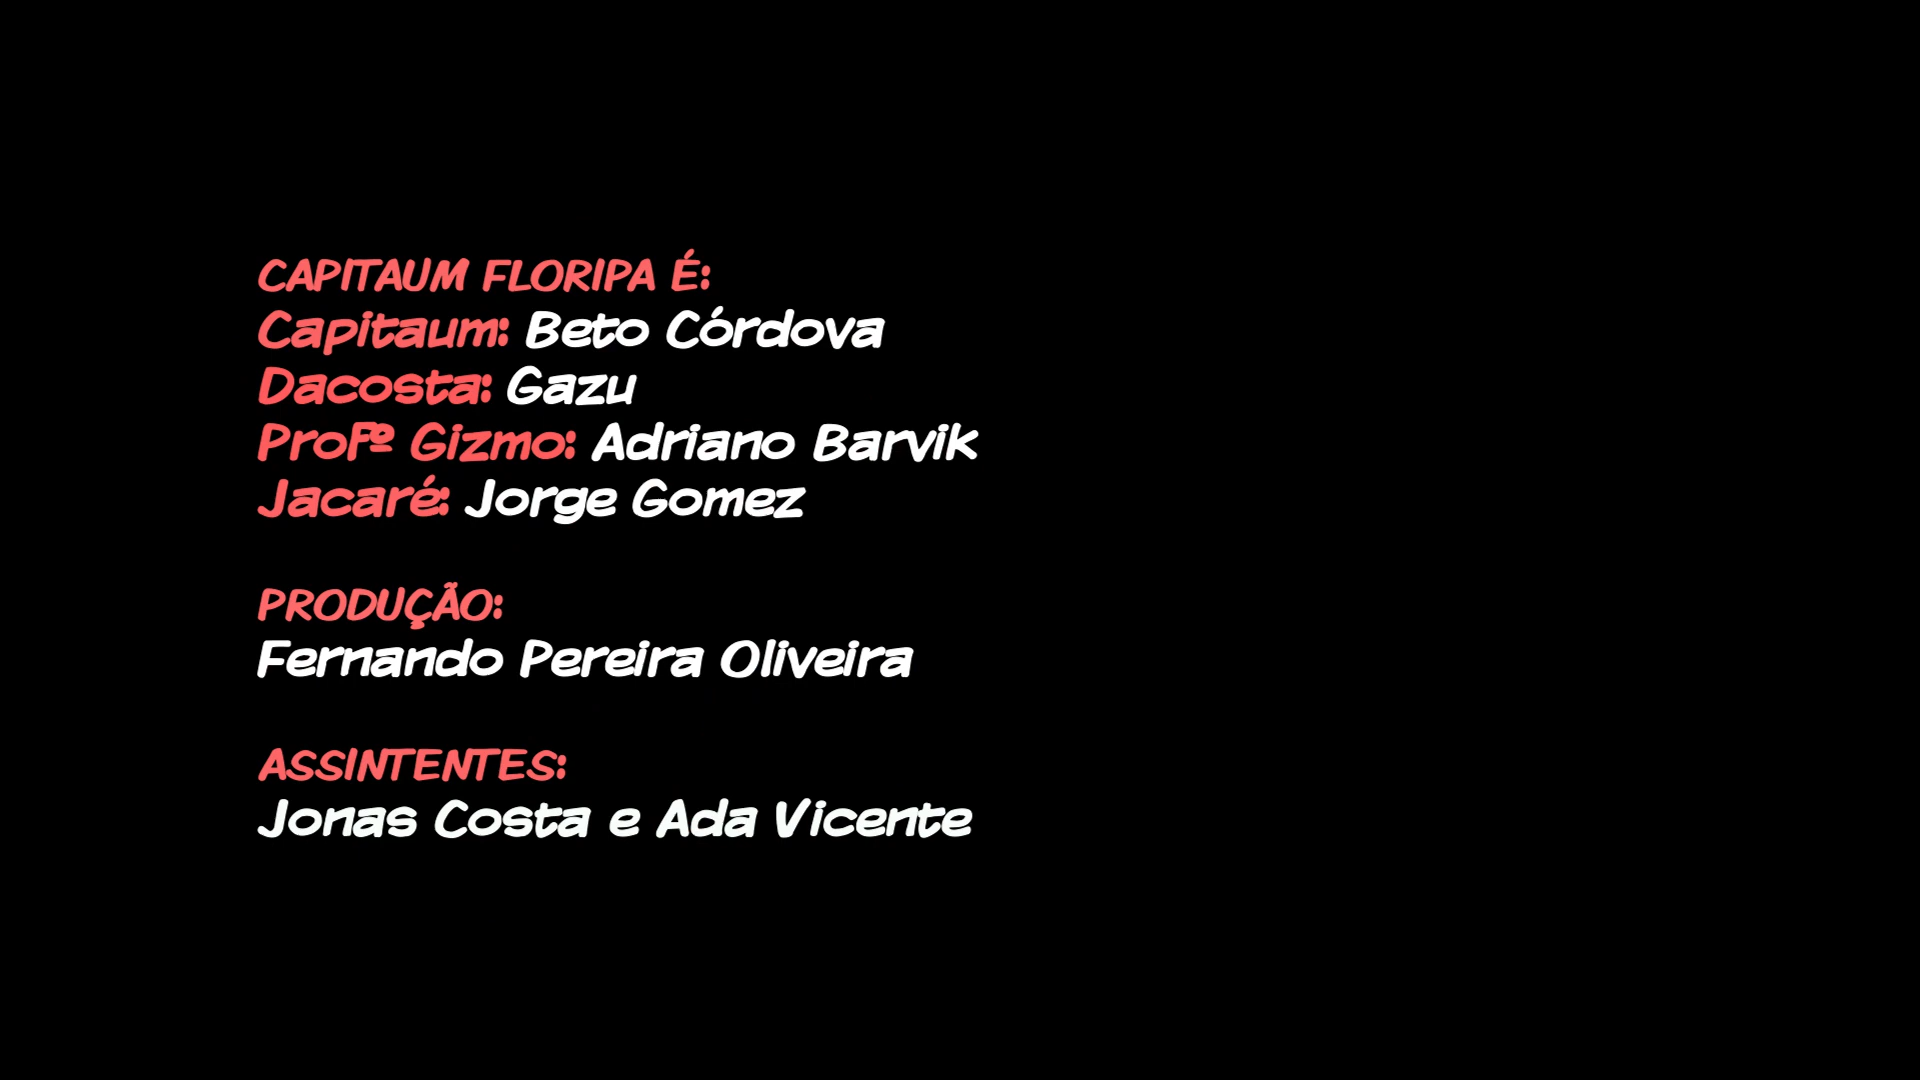 CAPITAUM FLORIPA É:
Capitaum: Beto Córdova
Dacosta: Gazu
Profº Gizmo: Adriano Barvik
Jacaré: Jorge Gomez
PRODUÇÃO:
Fernando Pereira Oliveira
ASSINTENTES:
Jonas Costa e Ada Vicente